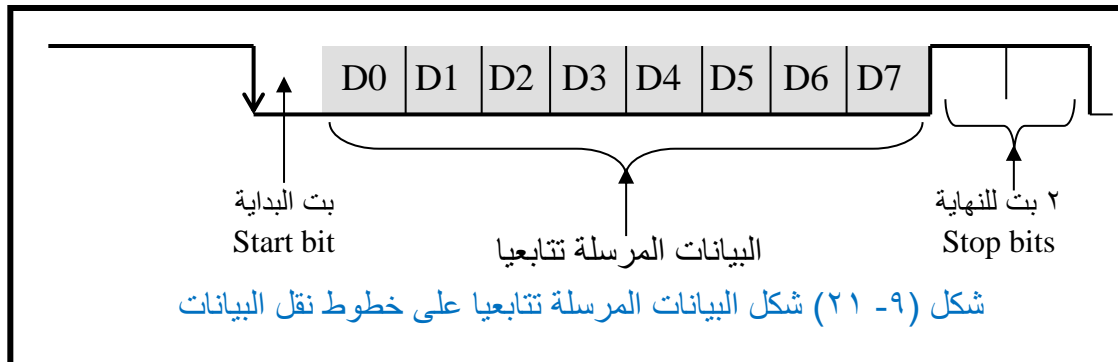 D0 D1 D2 D3 D4 D5 D6 D7
بت البداية
Start bit
البيانات المرسلة تتابعيا
٢ بت للنهاية
Stop bits
شكل (٩- ٢١) شكل البيانات المرسلة تتابعيا على خطوط نقل البيانات